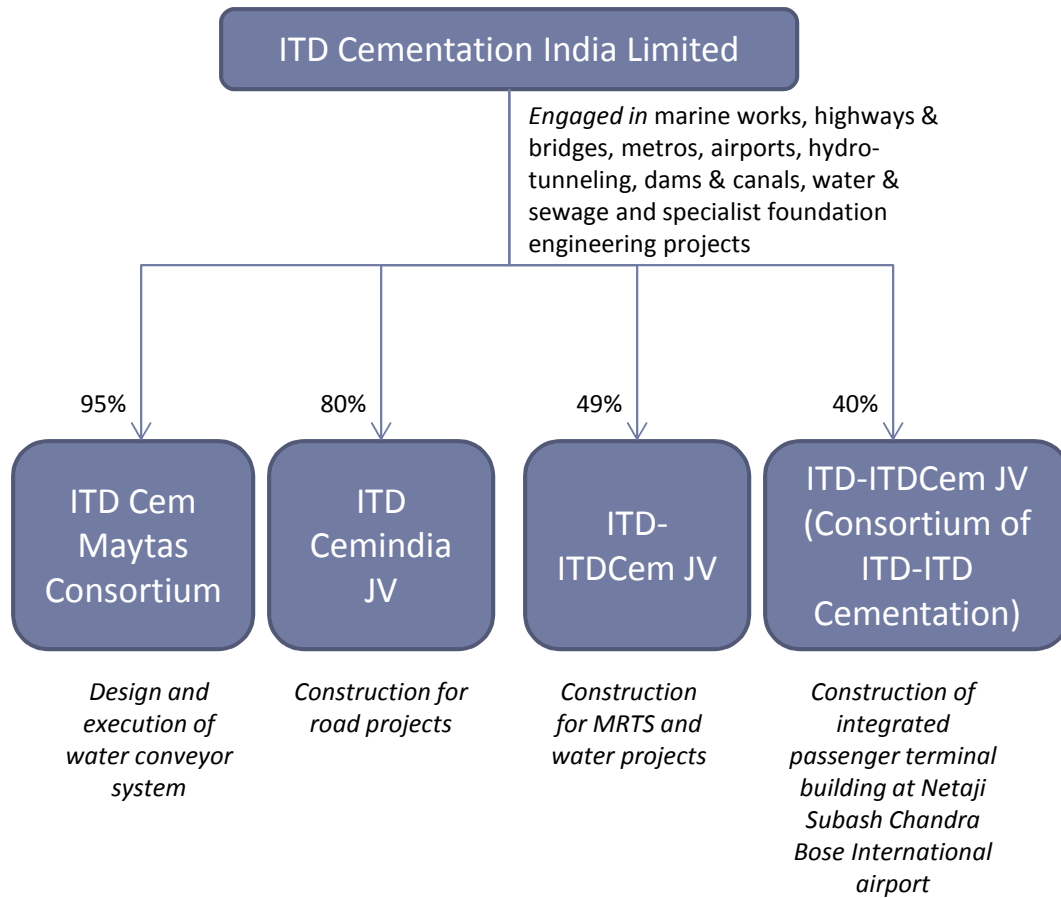 ITD Cementation India Limited
Engaged in marine works, highways &
bridges, metros, airports, hydro-
tunneling, dams & canals, water &
sewage and specialist foundation
engineering projects
95%
80%
49%
40%
ITD Cem
Maytas
Consortium
ITD
Cemindia
JV
ITD-
ITDCem JV
ITD-ITDCem JV
(Consortium of
ITD-ITD
Cementation)
Design and
execution of
water conveyor
system
Construction for
road projects
Construction
for MRTS and
water projects
Construction of
integrated
passenger terminal
building at Netaji
Subash Chandra
Bose International
airport